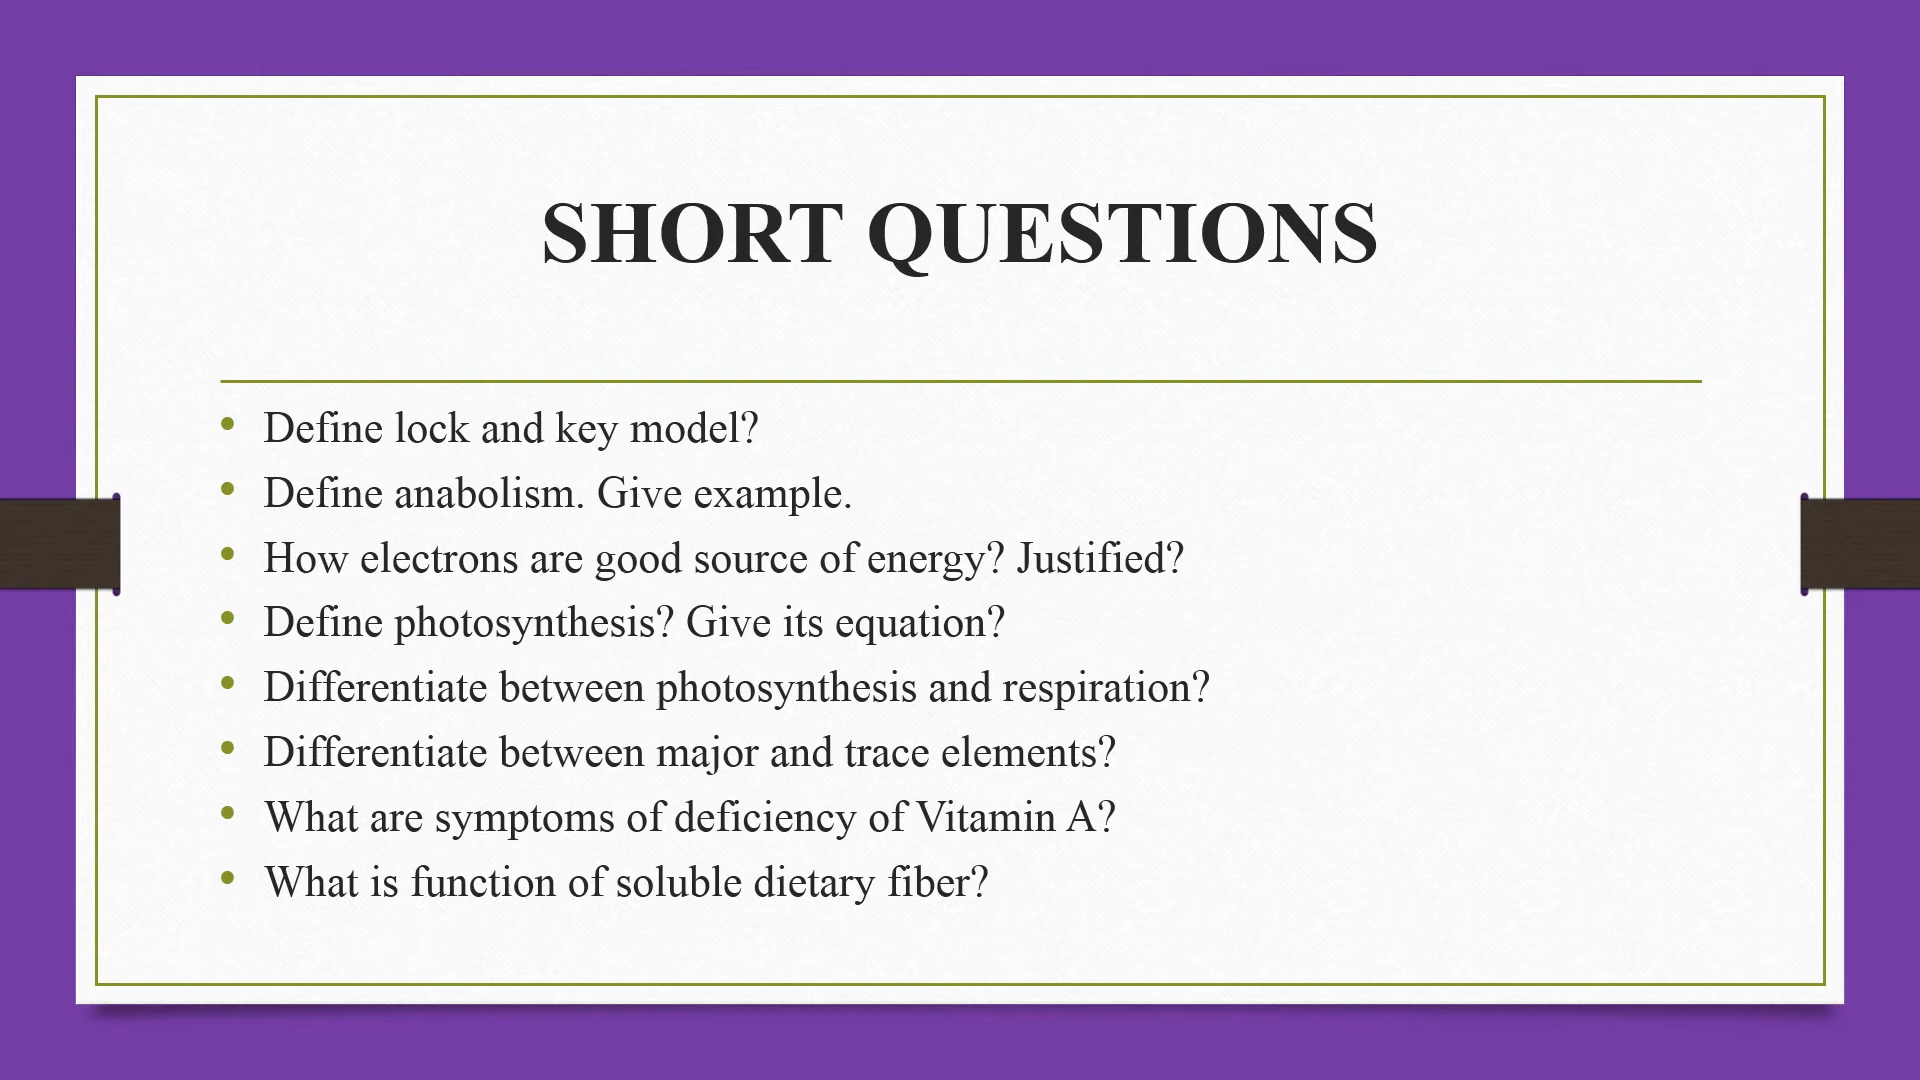 SHORT QUESTIONS
• Define lock and key model?
• Define anabolism. Give example.
• How electrons are good source of energy? Justified?
• Define photosynthesis? Give its equation?
• Differentiate between photosynthesis and respiration?
• Differentiate between major and trace elements?
• What are symptoms of deficiency of Vitamin A?
• What is function of soluble dietary fiber?